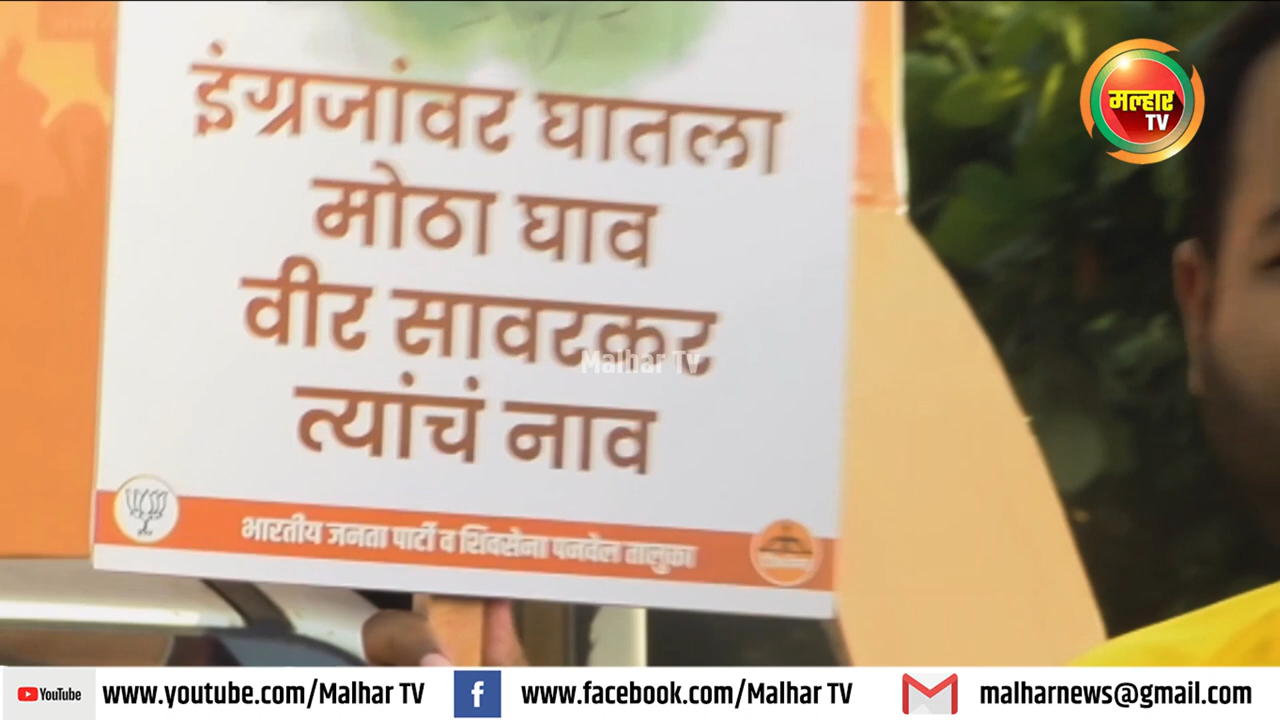 मल्हार
TV
इंग्रजांवर घातला
मोठा घाव
वीर सावरकर
Malhar Tv
त्यांचं नाव
भारतीय जनता पार्टी व शिवसेना पनवेल तालुका
YouTube www.youtube.com/Malhar TV f www.facebook.com/Malhar TV malharnews@gmail.com